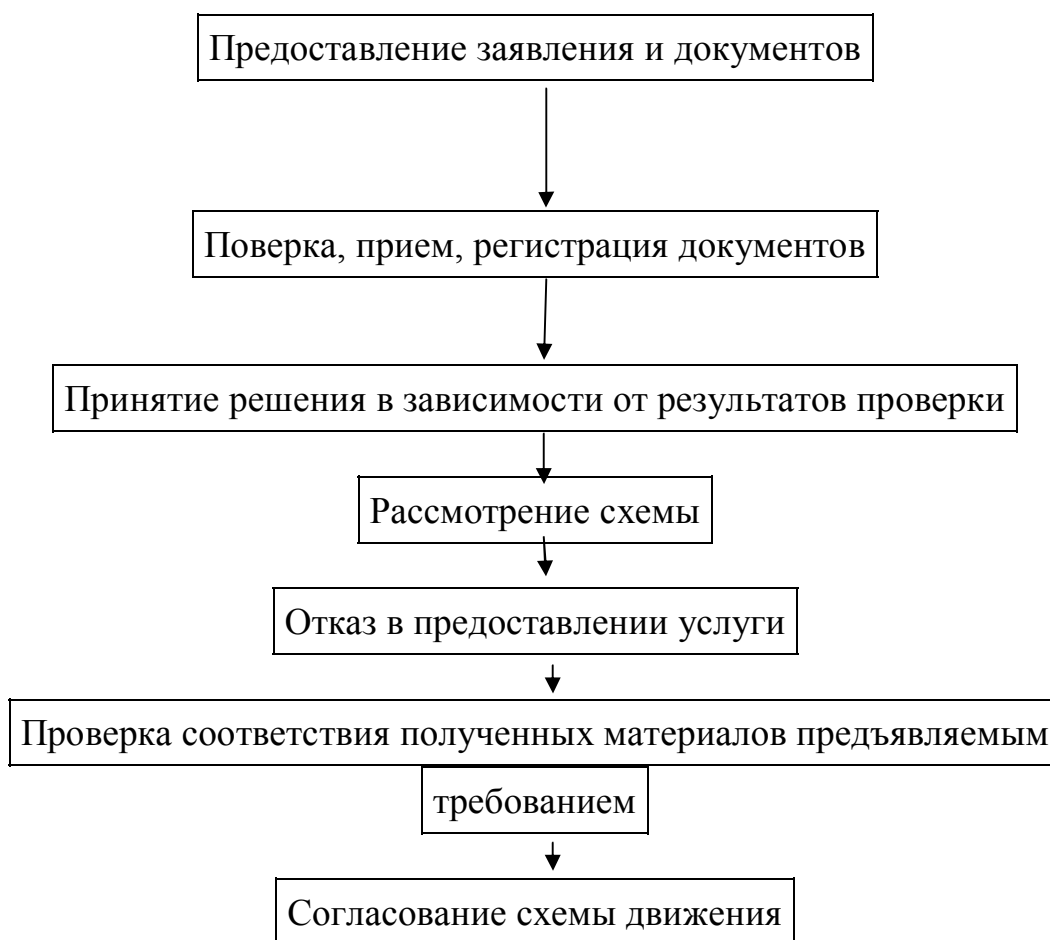 Предоставление заявления и документов
Поверка, прием, регистрация документов
Принятие решения в зависимости от результатов проверки
Рассмотрение схемы
Отказ в предоставлении услуги
Проверка соответствия полученных материалов предъявляемым
требованием
Согласование схемы движения